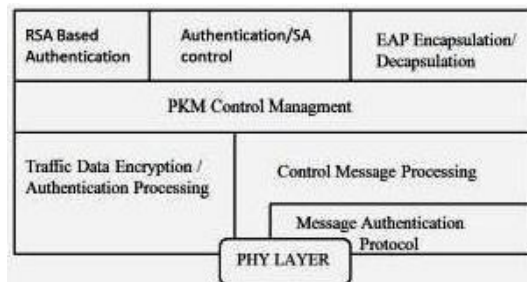 RSA Based
Authentication
Authentication/SA
control
EAP Encapsulation/
Decapsulation
PKM Control Managment
Traffic Data Encryption /
Authentication Processing
Control Message Processing
Message Authentication
Protocol
PHY LAYER